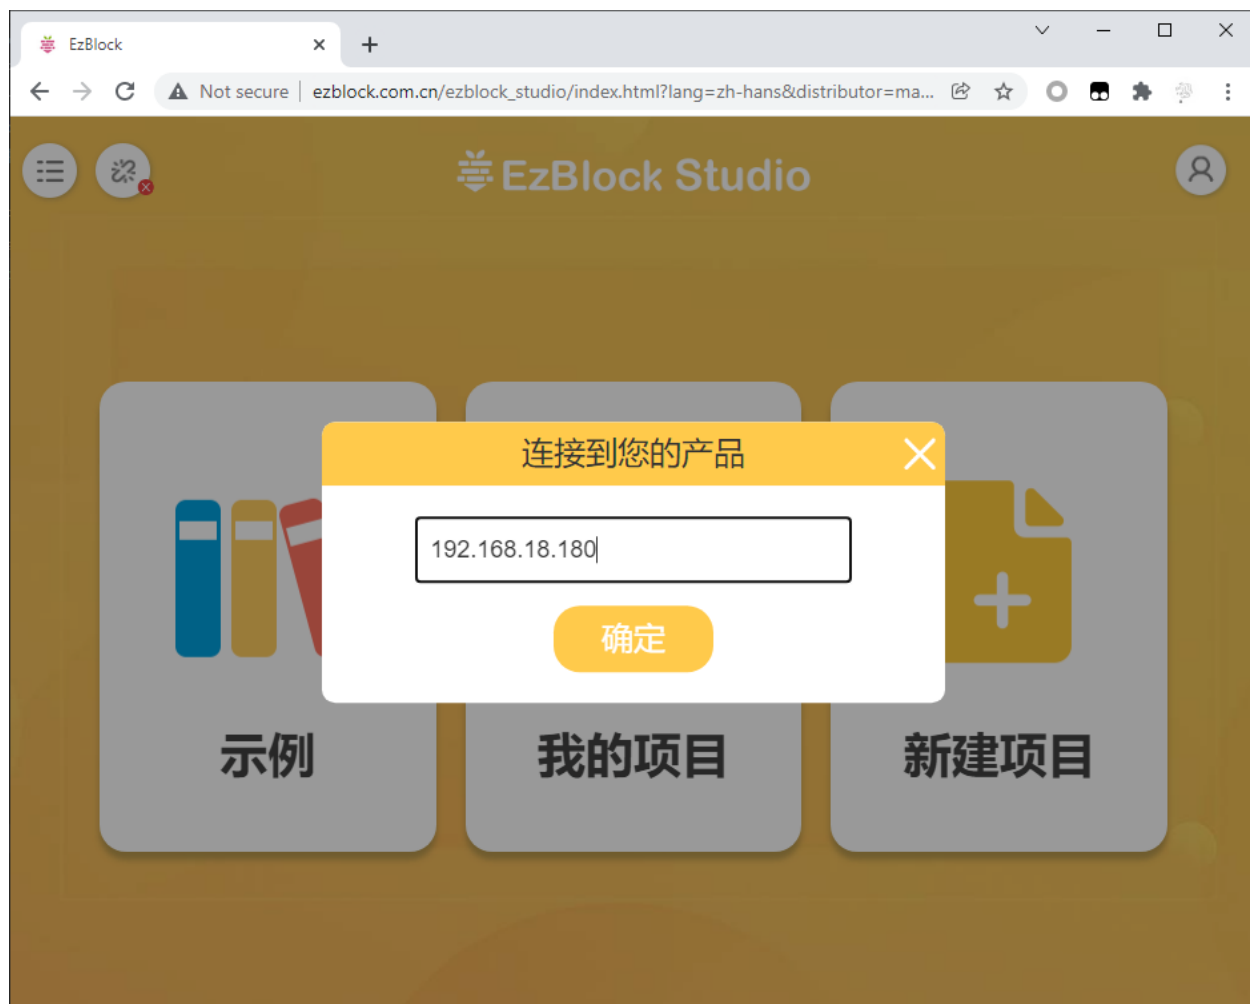 EzBlock
Not secure
ezblock.com.cn/ezblock_studio/index.html?lang=zh-hans&distributor=ma...
EzBlock Studio
连接到您的产品
192.168.18.180
确定
示例
我的项目
新建项目